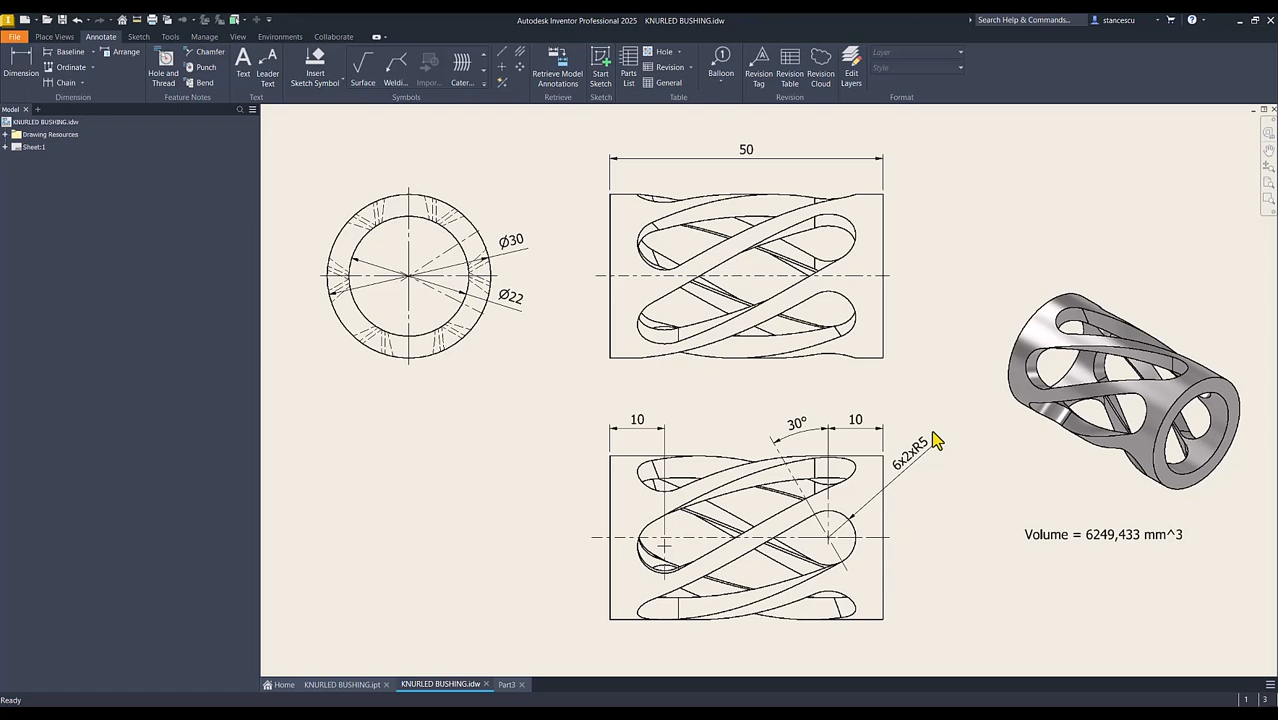 Autodesk Inventor Professional 2025 KNURLED BUSHING.idw
Search Help & Commands...
stancescu
File Place Views Annotate Sketch Tools Manage View Environments Collaborate
Dimension
Baseline
Ordinate
Chain
Arrange
Dimension
Hole and Thread
Chamfer
Punch
Bend
Feature Notes
Text
Leader Text
Text
Insert Sketch Symbol
Surface
Weldi...
Impor...
Cater...
Symbols
Retrieve Model Annotations
Retrieve
Start Sketch
Sketch
Parts List
Hole
Revision
General
Table
Balloon
Revision Tag
Revision Table
Revision Cloud
Revision
Edit Layers
Layer
Style
Format
Model
KNURLED BUSHING.idw
Drawing Resources
Sheet:1
50
Ø30
Ø22
10
30°
10
6x2xR5
Volume = 6249,433 mm^3
Home KNURLED BUSHING.ipt KNURLED BUSHING.idw Part3
Ready
1 3